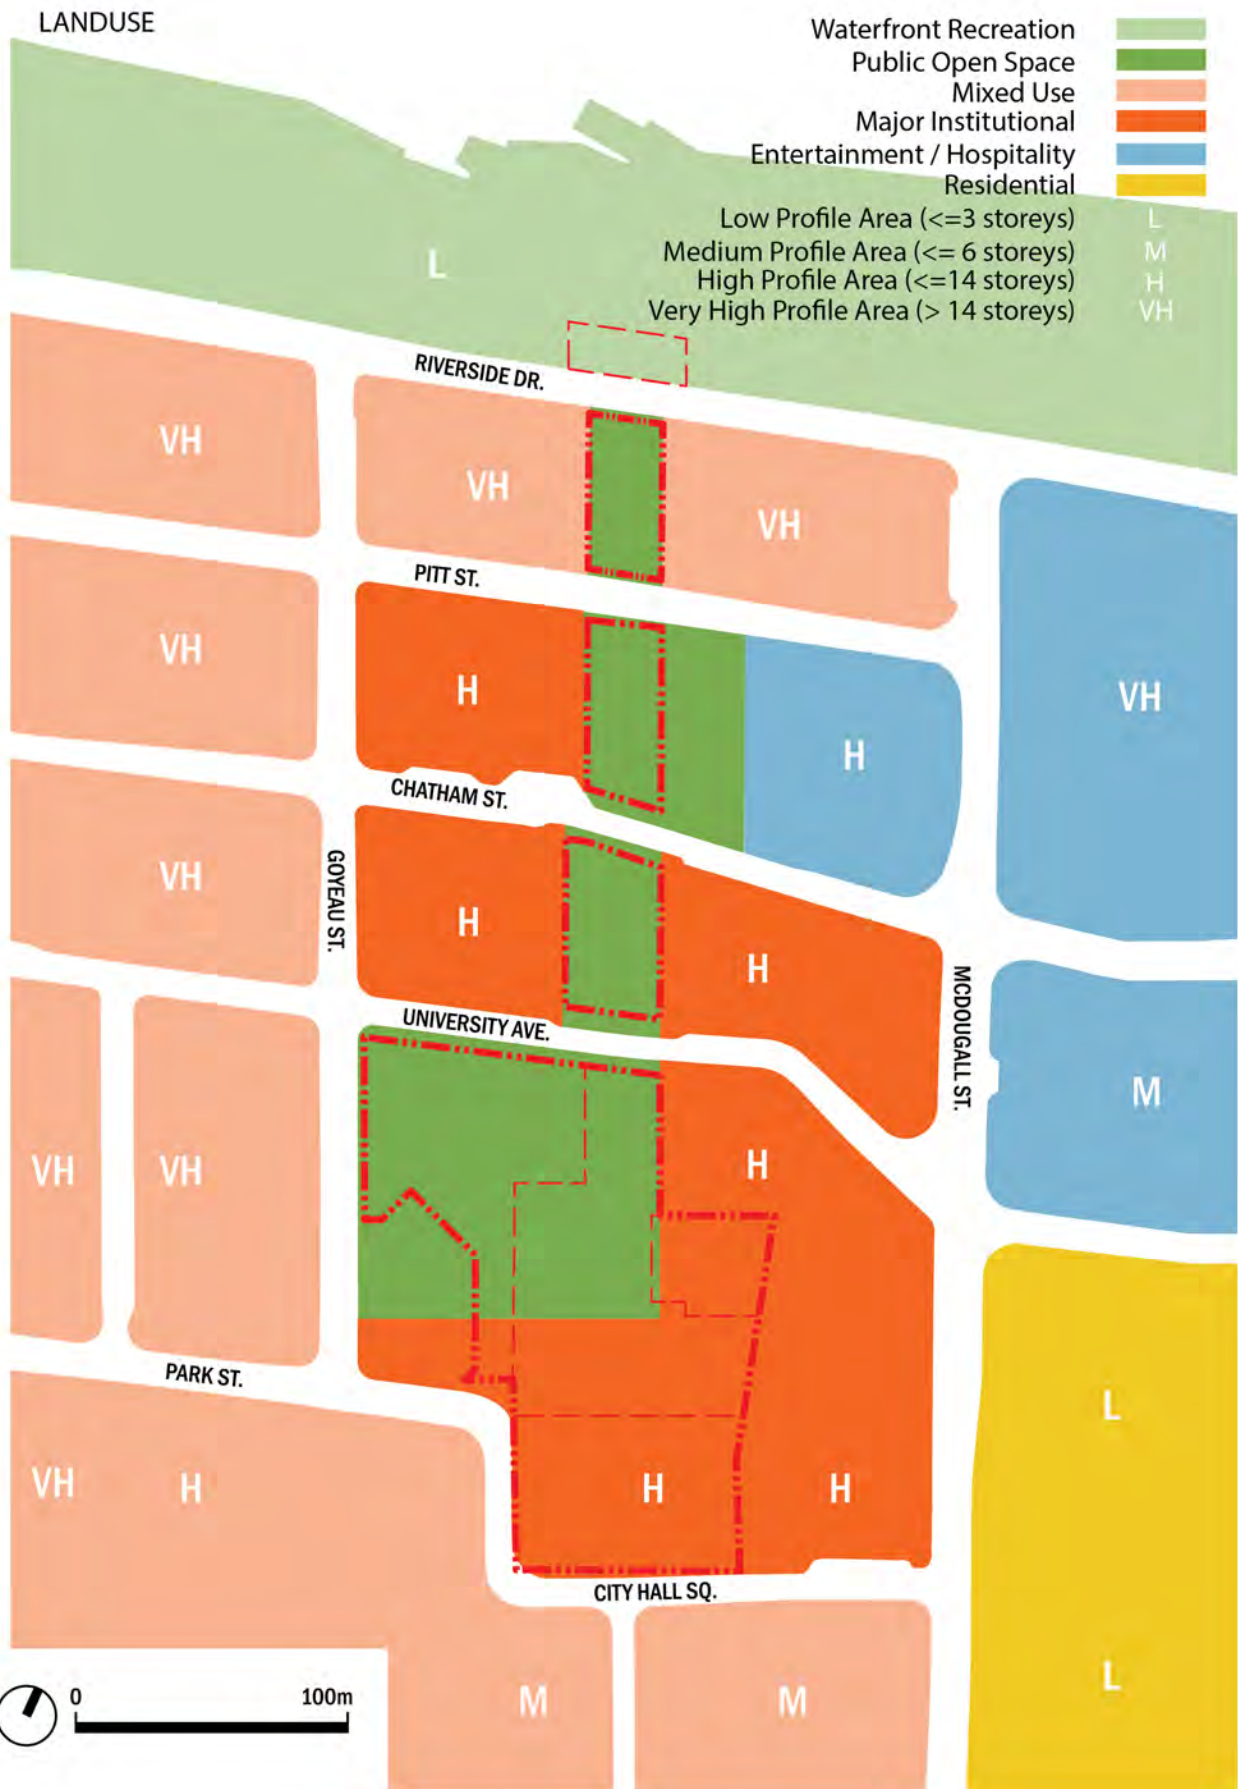 LANDUSE
Waterfront Recreation
Public Open Space
Mixed Use
Major Institutional
Entertainment / Hospitality
Residential
Low Profile Area (<=3 storeys) L
Medium Profile Area (<= 6 storeys) M
High Profile Area (<=14 storeys) H
Very High Profile Area (> 14 storeys) VH
L
RIVERSIDE DR.
VH
VH
VH
PITT ST.
VH
H
H
VH
CHATHAM ST.
GOYEAU ST.
VH
H
H
MCDOUGALL ST.
UNIVERSITY AVE.
M
VH
VH
H
PARK ST.
L
VH
H
H
H
CITY HALL SQ.
L
M
M
0 100m